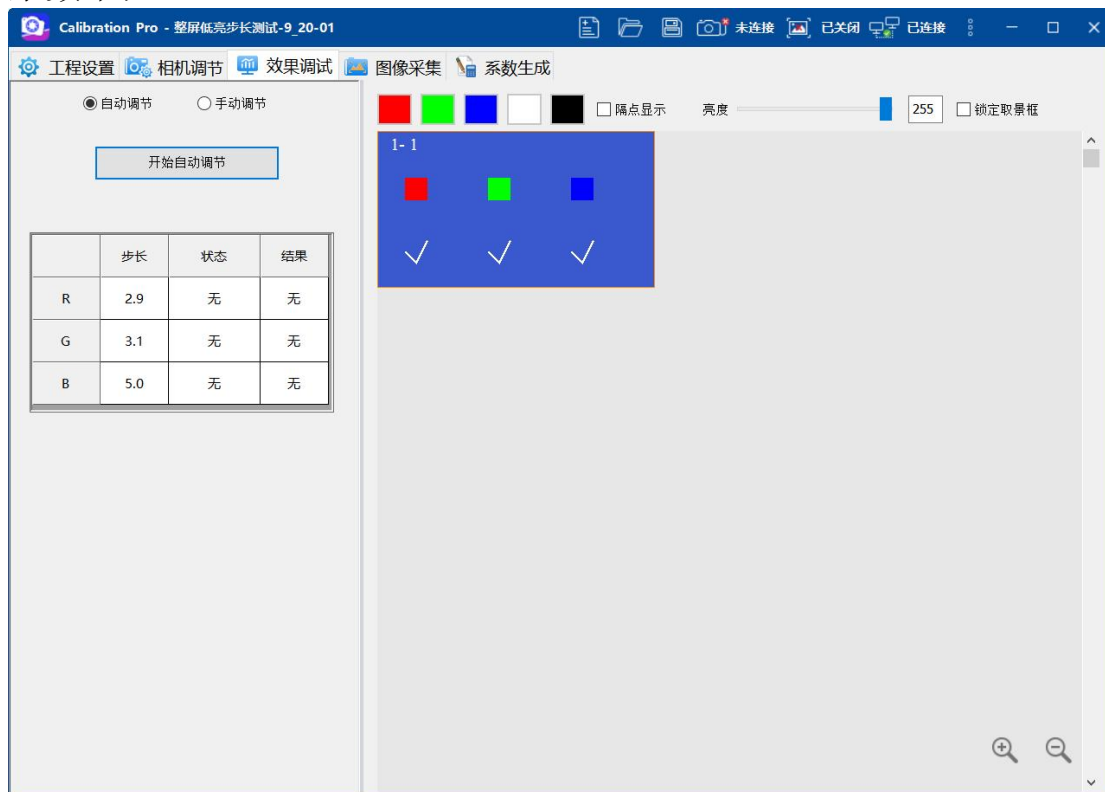 Calibration Pro - 整屏低亮步长测试-9_20-01 未连接 已关闭 已连接
工程设置 相机调节 效果调试 图像采集 系数生成
自动调节 手动调节
隔点显示 亮度 255 锁定取景框
开始自动调节
1- 1
步长 状态 结果
R 2.9 无 无
G 3.1 无 无
B 5.0 无 无